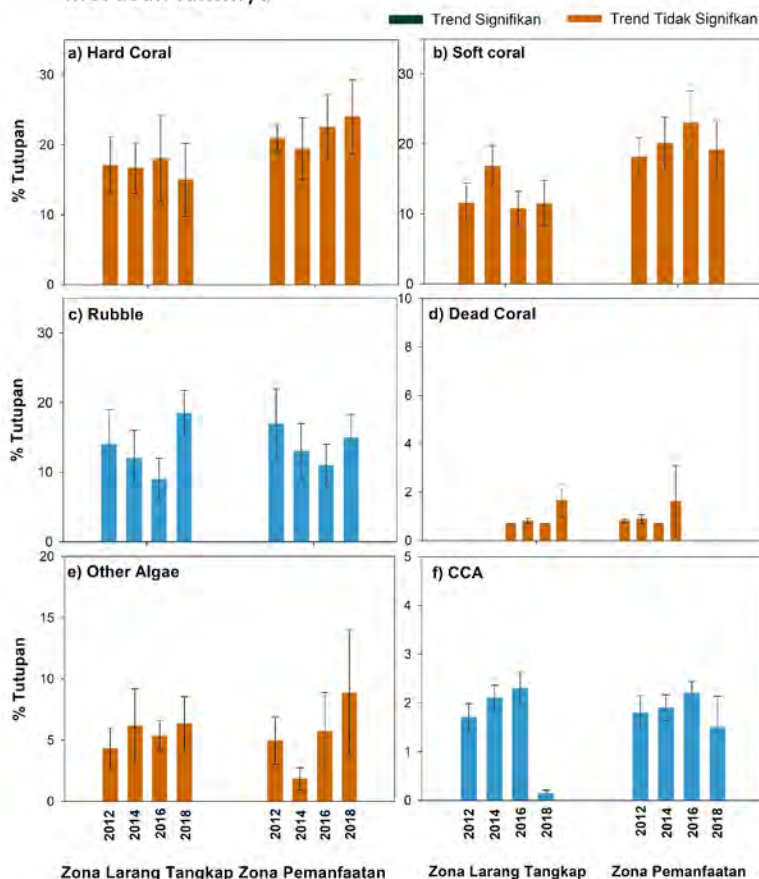 Trend Signifikan Trend Tidak Signifkan
a) Hard Coral
b) Soft coral
% Tutupan
30
20
10
0
30
20
10
0
c) Rubble
d) Dead Coral
% Tutupan
30
20
10
0
10
8
6
4
2
0
e) Other Algae
f) CCA
% Tutupan
20
15
10
5
0
5
4
3
2
1
0
2012 2014 2016 2018 2012 2014 2016 2018
2012 2014 2016 2018 2012 2014 2016 2018
Zona Larang Tangkap Zona Pemanfaatan
Zona Larang Tangkap Zona Pemanfaatan